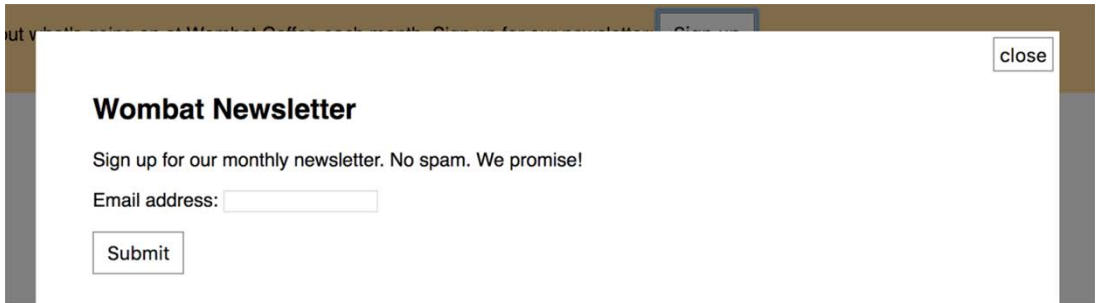 close
Wombat Newsletter
Sign up for our monthly newsletter. No spam. We promise!
Email address:
Submit